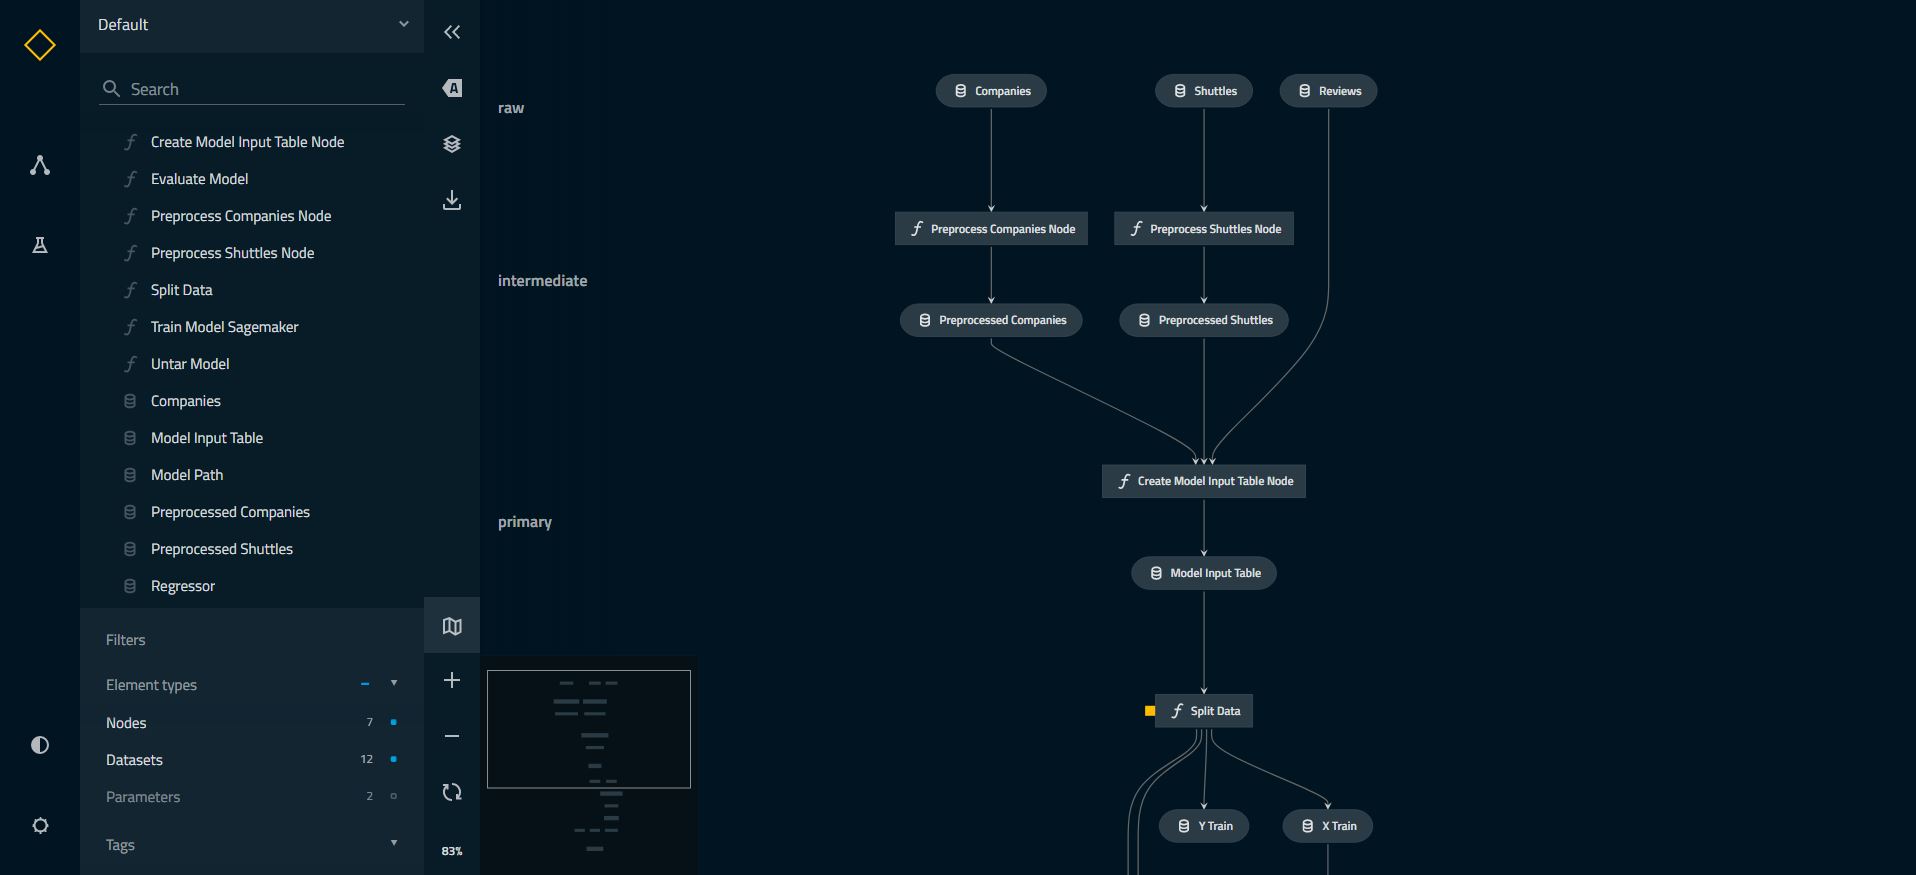 Default
Search
Create Model Input Table Node
Evaluate Model
Preprocess Companies Node
Preprocess Shuttles Node
Split Data
Train Model Sagemaker
Untar Model
Companies
Model Input Table
Model Path
Preprocessed Companies
Preprocessed Shuttles
Regressor
Filters
Element types
Nodes 7
Datasets 12
Parameters 2
Tags
A
83%
raw
intermediate
primary
Companies
Shuttles
Reviews
Preprocess Companies Node
Preprocess Shuttles Node
Preprocessed Companies
Preprocessed Shuttles
Create Model Input Table Node
Model Input Table
Split Data
Y Train
X Train